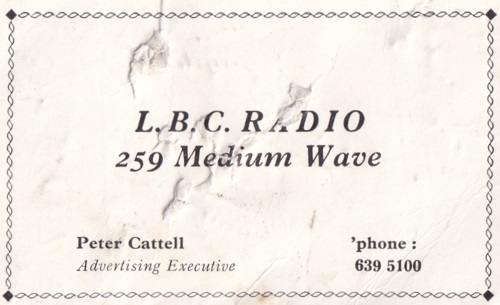 L. B. C. RADIO
259 Medium Wave
Peter Cattell
Advertising Executive
'phone :
639 5100